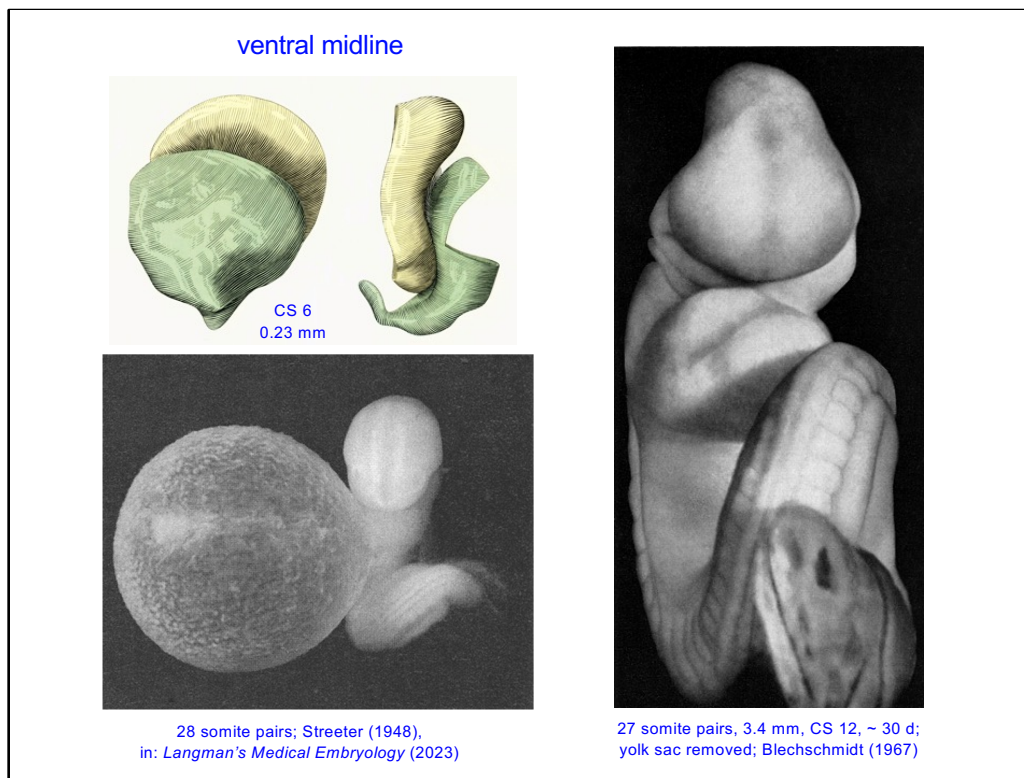 ventral midline
CS 6
0.23 mm
28 somite pairs; Streeter (1948),
in: Langman's Medical Embryology (2023)
27 somite pairs, 3.4 mm, CS 12, ~ 30 d;
yolk sac removed; Blechschmidt (1967)